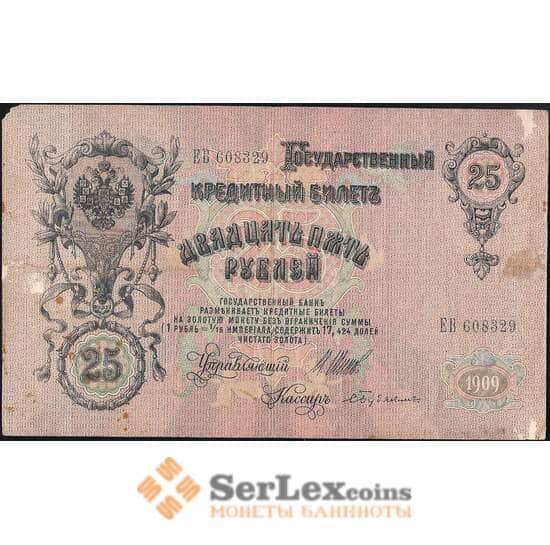 ЕВ 608329 Государственный
25
Кредитный Билетъ
Двадцать пять
рублей
ГОСУДАРСТВЕННЫЙ БАНКЪ
РАЗМѢНИВАЕТЪ КРЕДИТНЫЕ БИЛЕТЫ
НА ЗОЛОТУЮ МОНЕТУ БЕЗЪ ОГРАНИЧЕНІЯ СУММЫ
(1 РУБЛЬ = 1/15 ИМПЕРІАЛА, СОДЕРЖИТЪ 17, 424 ДОЛЕЙ
ЧИСТАГО ЗОЛОТА)
ЕВ 608329
25
Управляющій
Кассиръ
1909
SerLexcoins
МОНЕТЫ БАНКНОТЫ